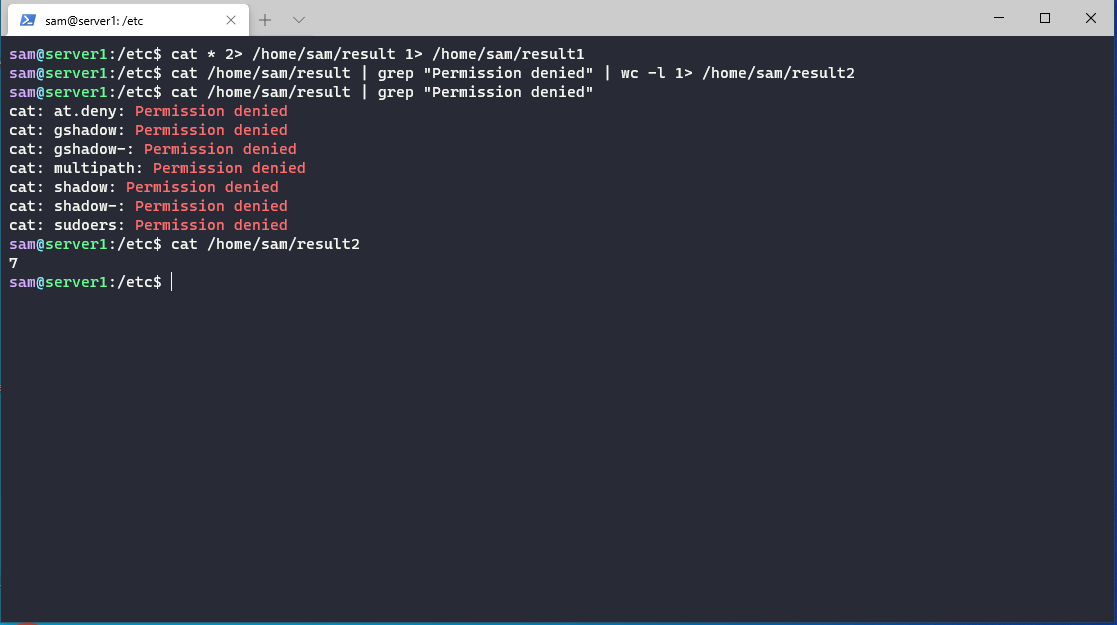 sam@server1: /etc
sam@server1:/etc$ cat * 2> /home/sam/result 1> /home/sam/result1
sam@server1:/etc$ cat /home/sam/result | grep "Permission denied" | wc -l 1> /home/sam/result2
sam@server1:/etc$ cat /home/sam/result | grep "Permission denied"
cat: at.deny: Permission denied
cat: gshadow: Permission denied
cat: gshadow-: Permission denied
cat: multipath: Permission denied
cat: shadow: Permission denied
cat: shadow-: Permission denied
cat: sudoers: Permission denied
sam@server1:/etc$ cat /home/sam/result2
7
sam@server1:/etc$